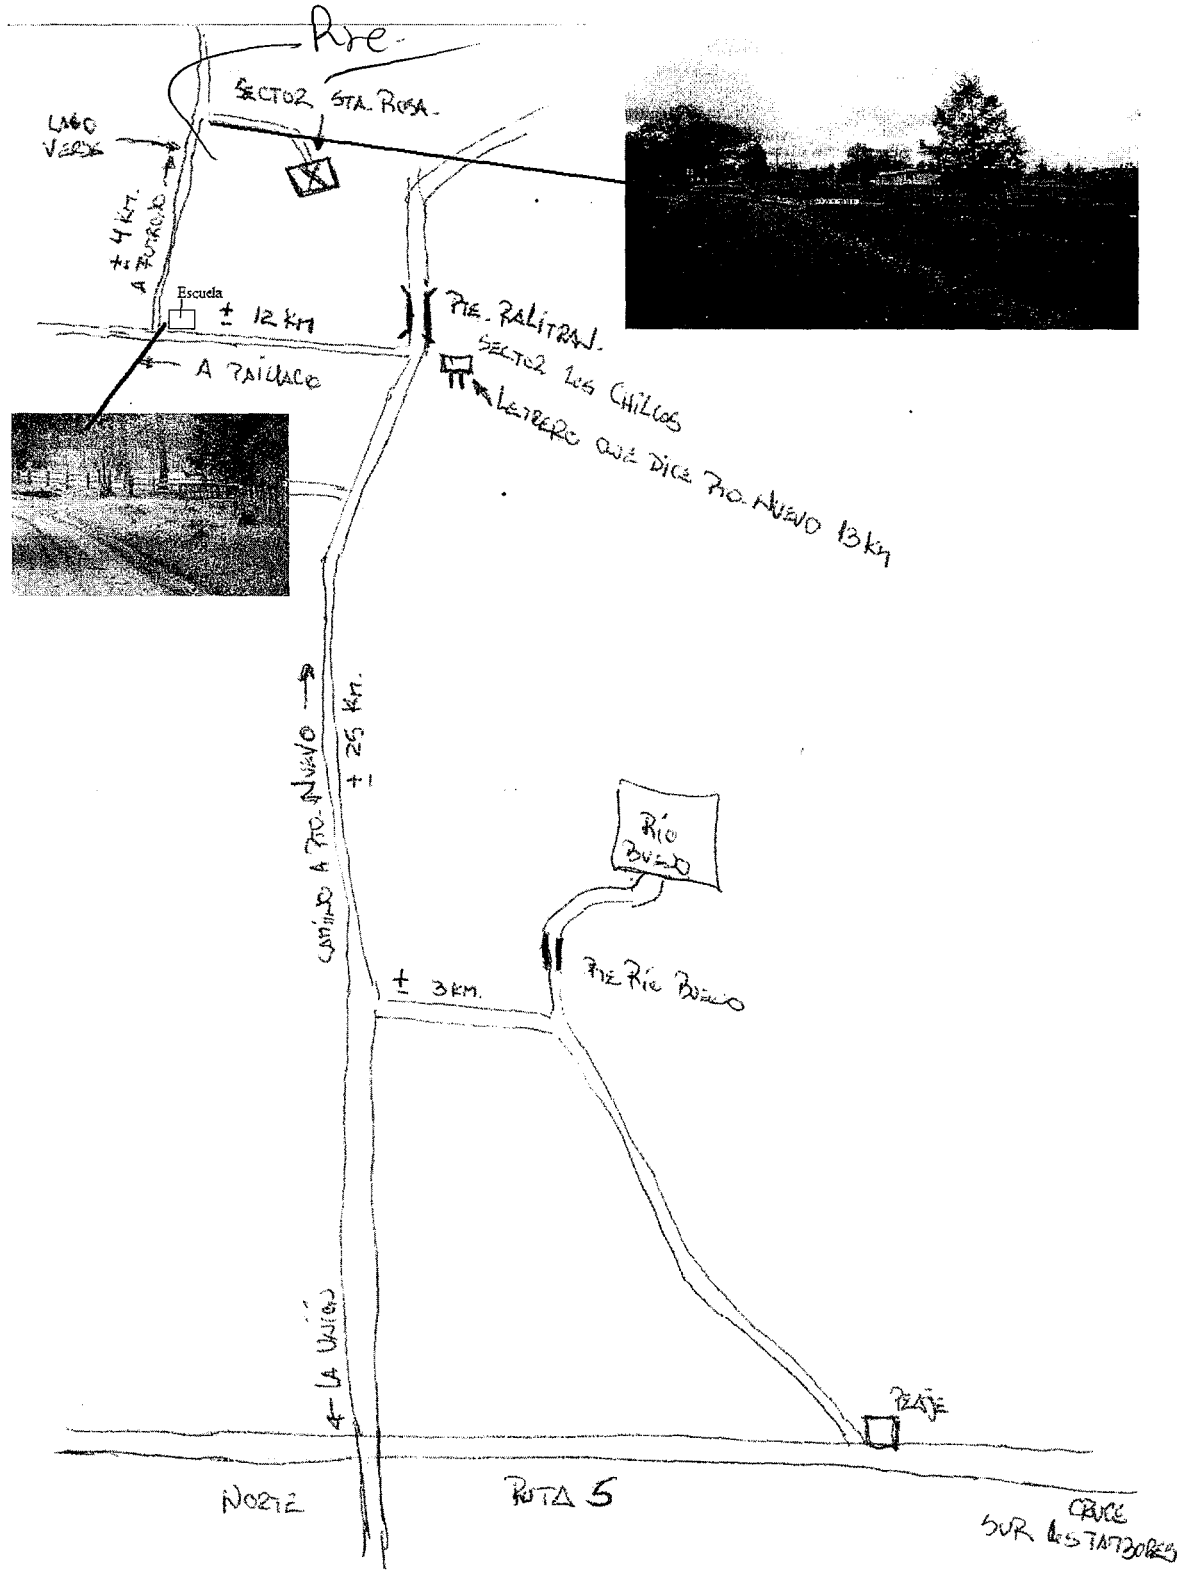 Pte.
SECTOR STA. ROSA.
LAGO
VERDE
± 4 KM.
A FUTRONO
Escuela
± 12 KM
A PAILLACO
PTE.
SECTOR LOS CHILCOS
LETRERO QUE DICE PTO. NUEVO 13 KM
CAMINO A PTO. NUEVO
± 25 KM.
RÍO
BUENO
± 3 KM.
PTE RÍO BUENO
LA UNIÓN
PEAJE
NORTE
RUTA 5
CRUCE
SUR LOS TAMBORES